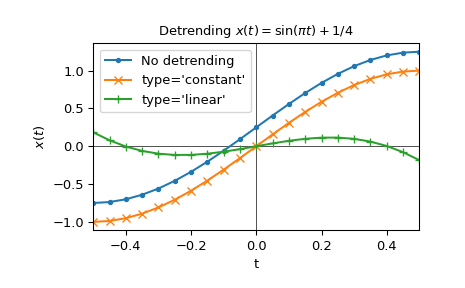 Detrending x(t) = sin(πt) + 1/4
No detrending
type='constant'
type='linear'
x(t)
1.0
0.5
0.0
−0.5
−1.0
−0.4
−0.2
0.0
0.2
0.4
t